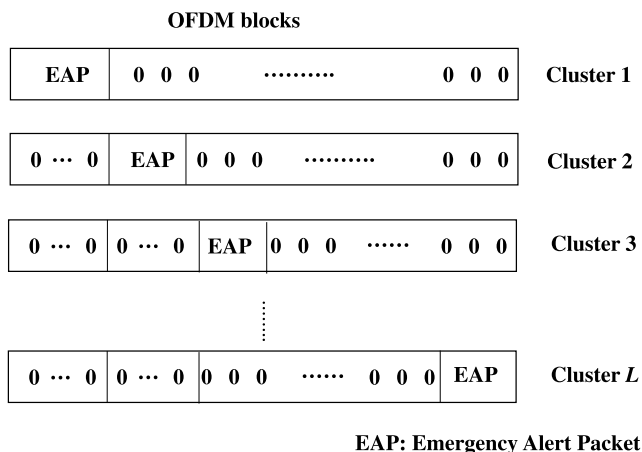 OFDM blocks
EAP 0 0 0 .......... 0 0 0 Cluster 1
0 ... 0 EAP 0 0 0 .......... 0 0 0 Cluster 2
0 ... 0 0 ... 0 EAP 0 0 0 ...... 0 0 0 Cluster 3
0 ... 0 0 ... 0 0 0 0 ...... 0 0 0 EAP Cluster L
EAP: Emergency Alert Packet